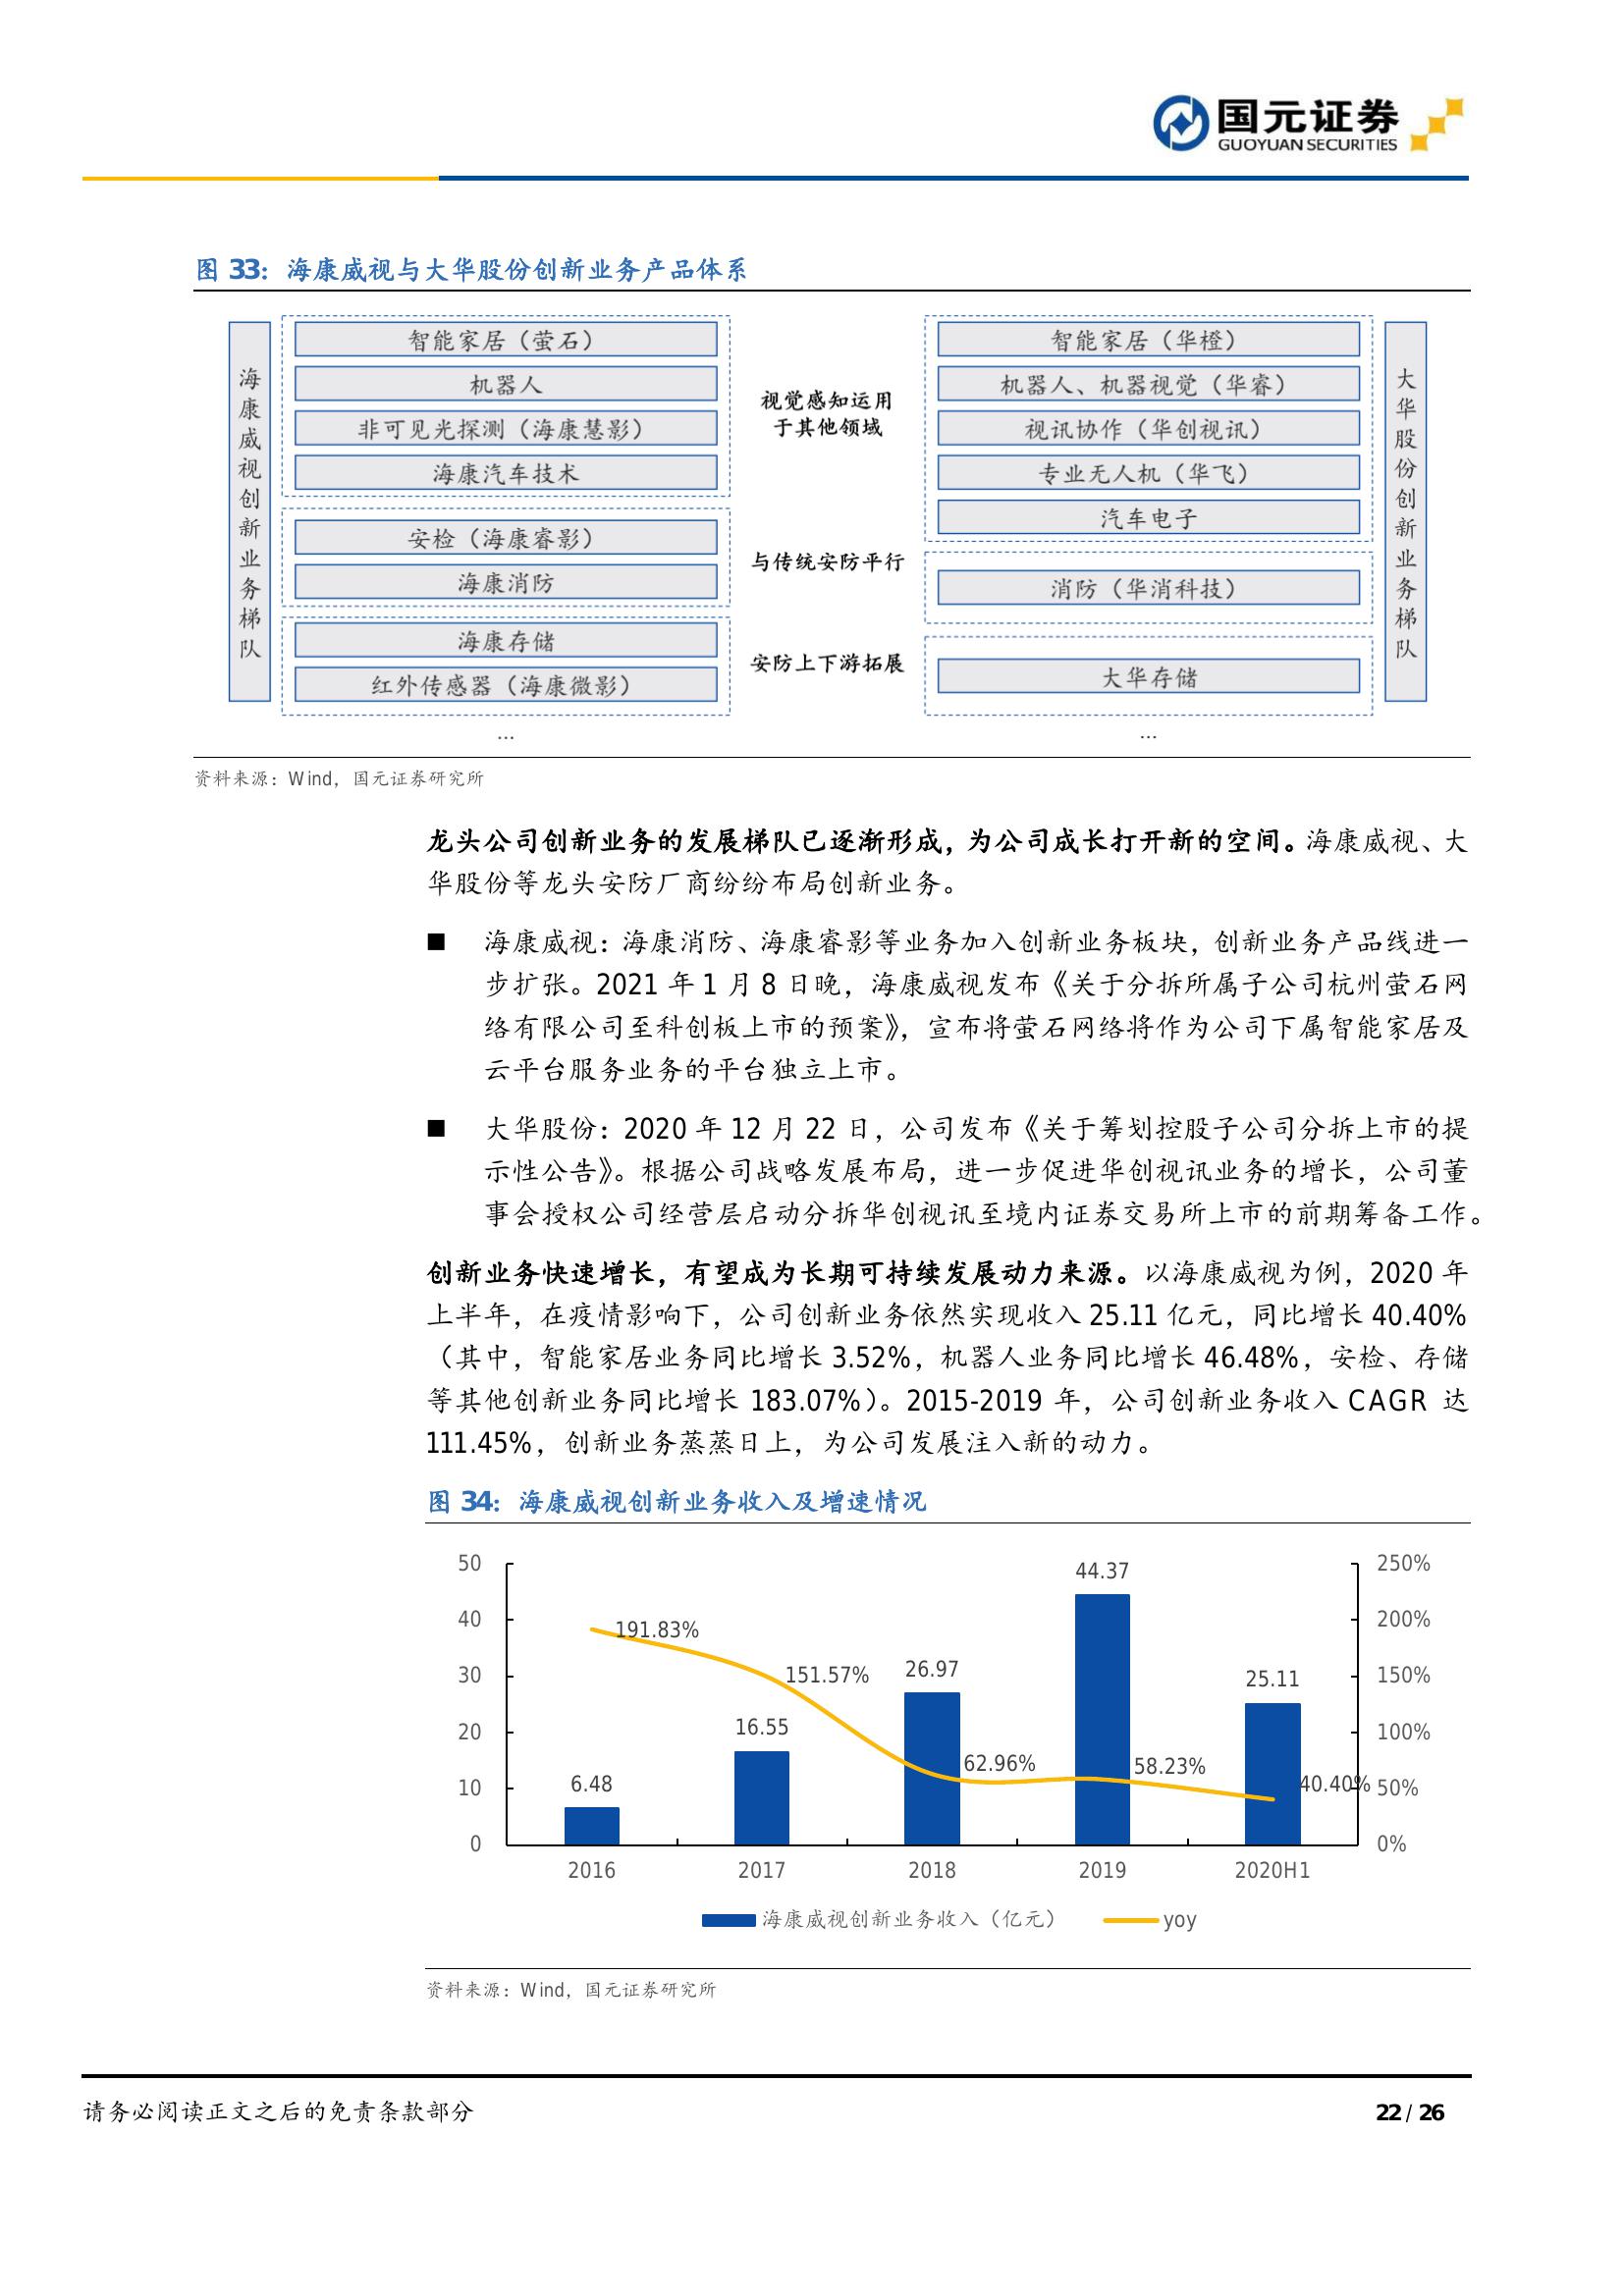 国元证券
GUOYUAN SECURITIES
图 33：海康威视与大华股份创新业务产品体系
海康威视创新业务梯队
智能家居（萤石）
机器人
非可见光探测（海康慧影）
海康汽车技术
安检（海康睿影）
海康消防
海康存储
红外传感器（海康微影）
…
视觉感知运用
于其他领域
与传统安防平行
安防上下游拓展
智能家居（华橙）
机器人、机器视觉（华睿）
视讯协作（华创视讯）
专业无人机（华飞）
汽车电子
消防（华消科技）
大华存储
…
大华股份创新业务梯队
资料来源：Wind，国元证券研究所
龙头公司创新业务的发展梯队已逐渐形成，为公司成长打开新的空间。海康威视、大
华股份等龙头安防厂商纷纷布局创新业务。
■ 海康威视：海康消防、海康睿影等业务加入创新业务板块，创新业务产品线进一
步扩张。2021 年 1 月 8 日晚，海康威视发布《关于分拆所属子公司杭州萤石网
络有限公司至科创板上市的预案》，宣布将萤石网络将作为公司下属智能家居及
云平台服务业务的平台独立上市。
■ 大华股份：2020 年 12 月 22 日，公司发布《关于筹划控股子公司分拆上市的提
示性公告》。根据公司战略发展布局，进一步促进华创视讯业务的增长，公司董
事会授权公司经营层启动分拆华创视讯至境内证券交易所上市的前期筹备工作。
创新业务快速增长，有望成为长期可持续发展动力来源。以海康威视为例，2020 年
上半年，在疫情影响下，公司创新业务依然实现收入 25.11 亿元，同比增长 40.40%
（其中，智能家居业务同比增长 3.52%，机器人业务同比增长 46.48%，安检、存储
等其他创新业务同比增长 183.07%）。2015-2019 年，公司创新业务收入 CAGR 达
111.45%，创新业务蒸蒸日上，为公司发展注入新的动力。
图 34：海康威视创新业务收入及增速情况
50
40
30
20
10
0
250%
200%
150%
100%
50%
0%
6.48
16.55
26.97
44.37
25.11
191.83%
151.57%
62.96%
58.23%
40.40%
2016
2017
2018
2019
2020H1
海康威视创新业务收入（亿元）
yoy
资料来源：Wind，国元证券研究所
请务必阅读正文之后的免责条款部分
22 / 26